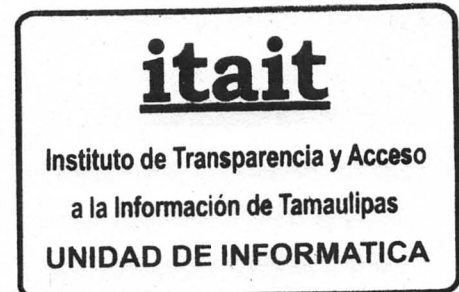 itait
Instituto de Transparencia y Acceso
a la Información de Tamaulipas
UNIDAD DE INFORMATICA